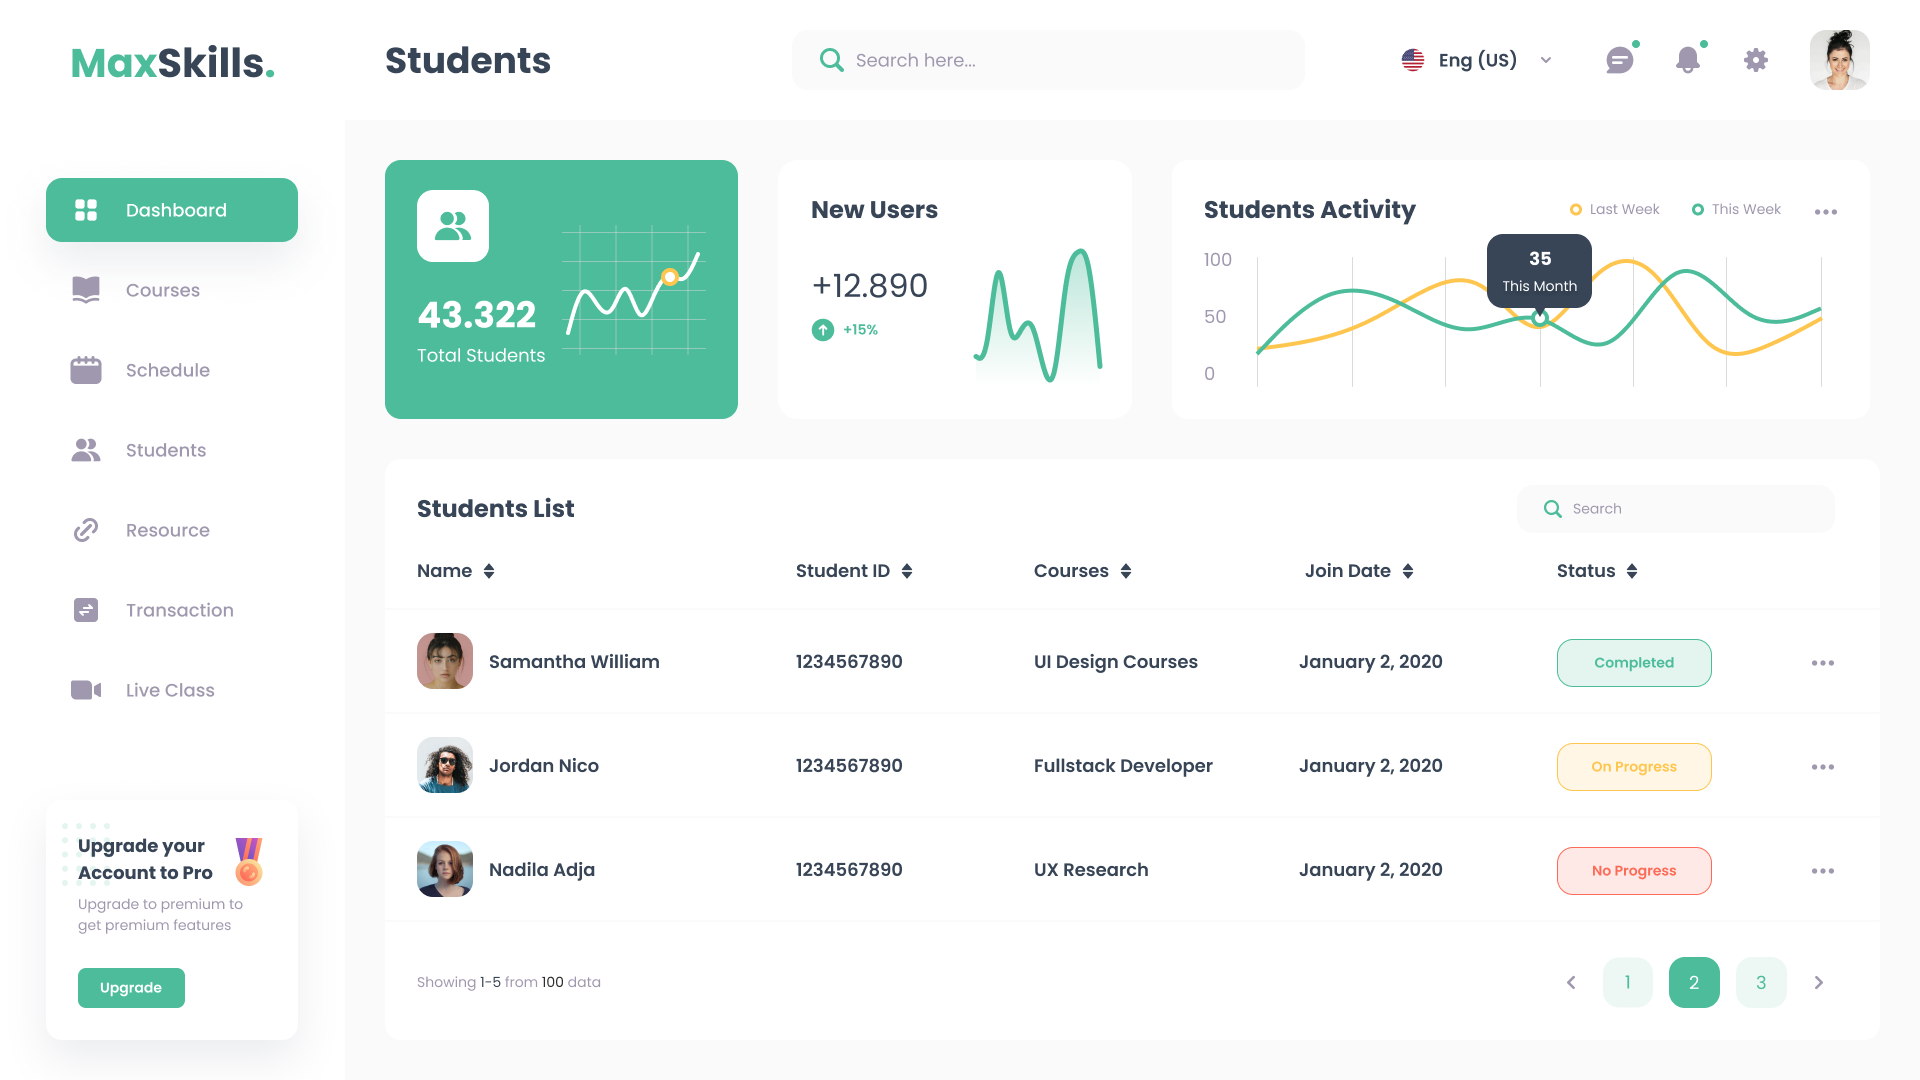 MaxSkills.
Students
Search here...
Eng (US)
Dashboard
Courses
Schedule
Students
Resource
Transaction
Live Class
Upgrade your
Account to Pro
Upgrade to premium to
get premium features
Upgrade
43.322
Total Students
New Users
+12.890
+15%
Students Activity
Last Week
This Week
100
50
0
35
This Month
Students List
Search
Name
Student ID
Courses
Join Date
Status
Samantha William
1234567890
UI Design Courses
January 2, 2020
Completed
Jordan Nico
1234567890
Fullstack Developer
January 2, 2020
On Progress
Nadila Adja
1234567890
UX Research
January 2, 2020
No Progress
Showing 1-5 from 100 data
1
2
3